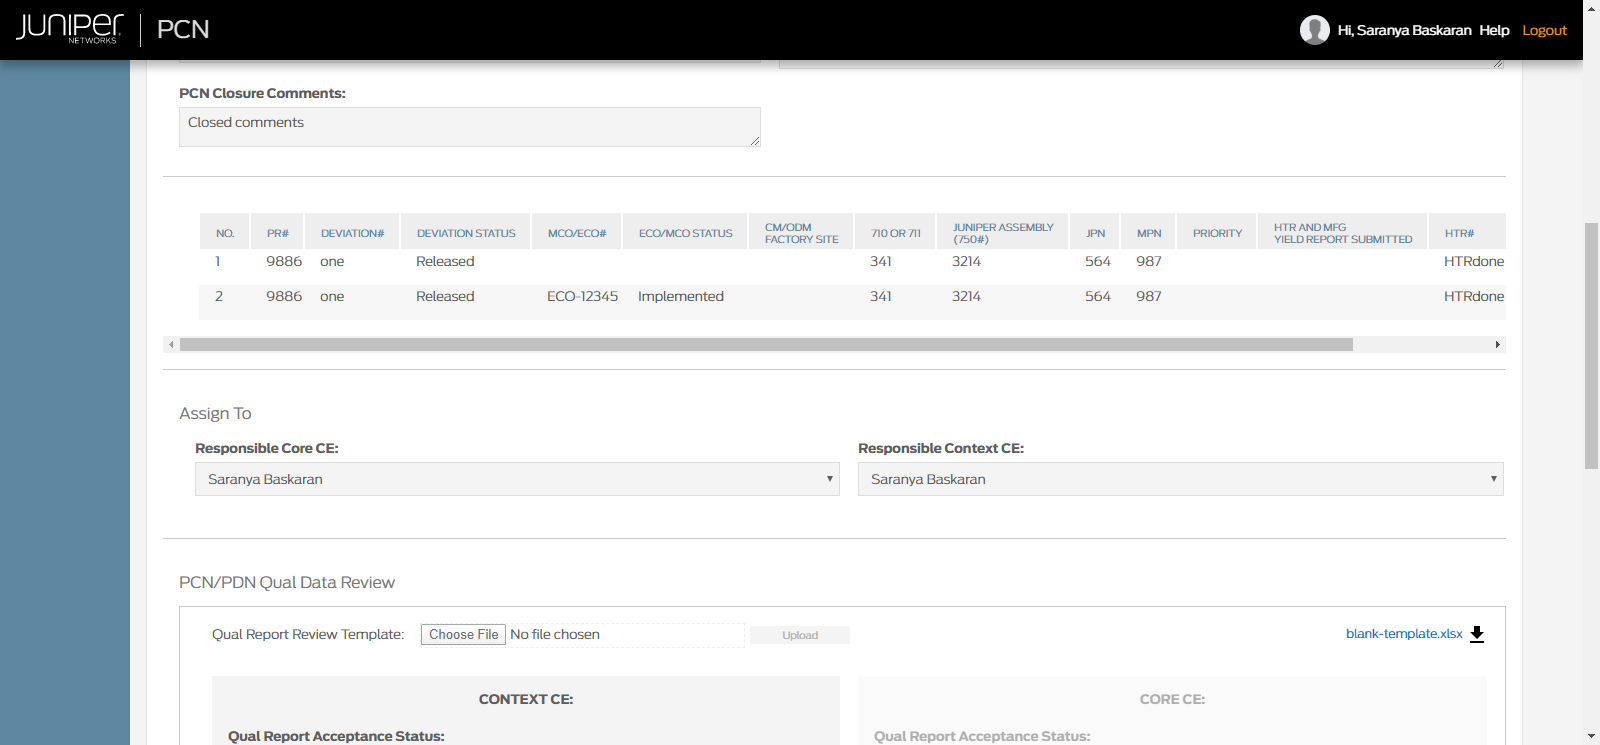 JUNIPER NETWORKS PCN Hi, Saranya Baskaran Help Logout
PCN Closure Comments:
Closed comments
NO. PR# DEVIATION# DEVIATION STATUS MCO/ECO# ECO/MCO STATUS CM/ODM FACTORY SITE 710 OR 711 JUNIPER ASSEMBLY (750#) JPN MPN PRIORITY HTR AND MFG YIELD REPORT SUBMITTED HTR#
1 9886 one Released 341 3214 564 987 HTRdone
2 9886 one Released ECO-12345 Implemented 341 3214 564 987 HTRdone
Assign To
Responsible Core CE: Responsible Context CE:
Saranya Baskaran Saranya Baskaran
PCN/PDN Qual Data Review
Qual Report Review Template: Choose File No file chosen Upload blank-template.xlsx
CONTEXT CE: CORE CE:
Qual Report Acceptance Status: Qual Report Acceptance Status: